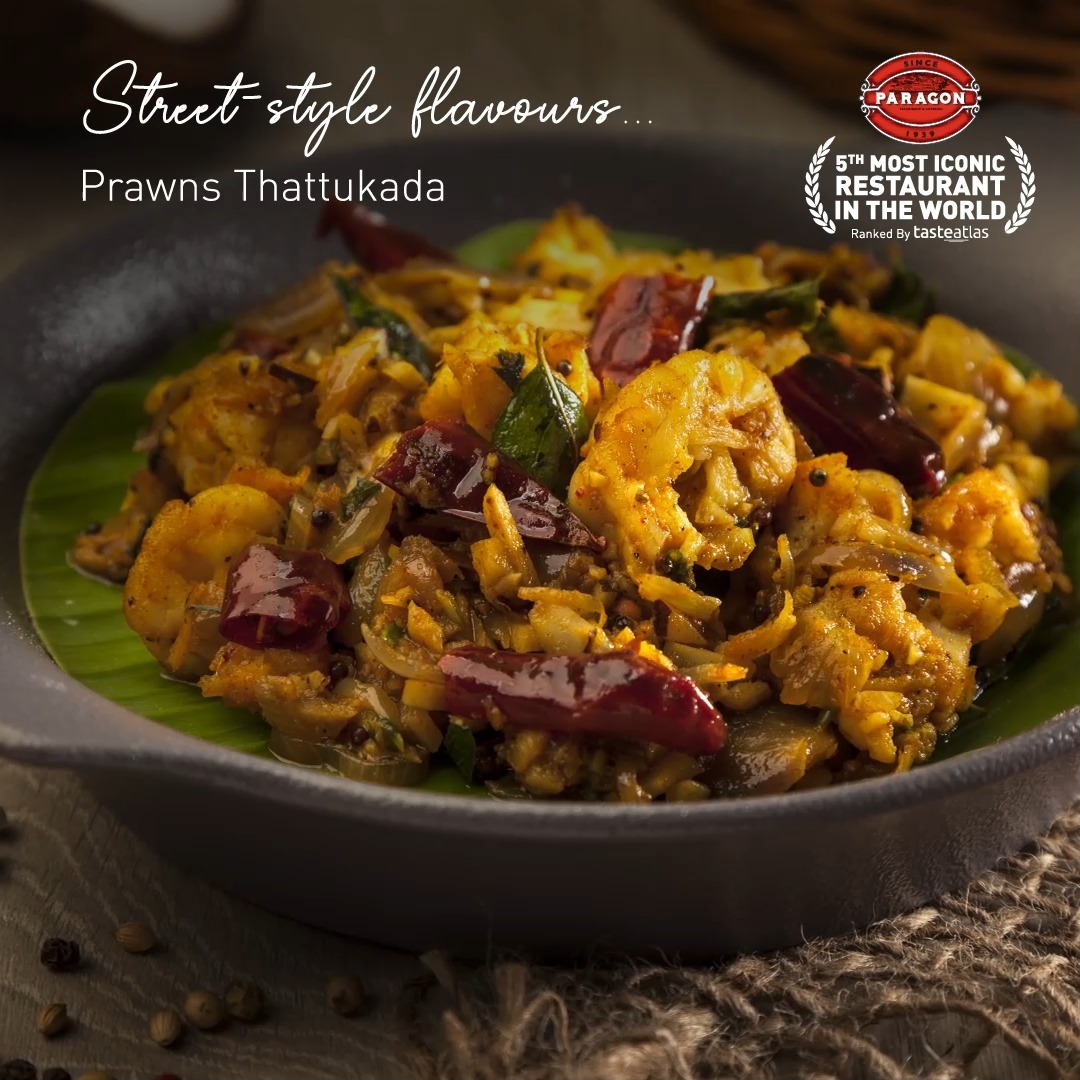 Street-style flavours...
Prawns Thattukada
SINCE
PARAGON
1939
5TH MOST ICONIC
RESTAURANT
IN THE WORLD
Ranked By tasteatlas